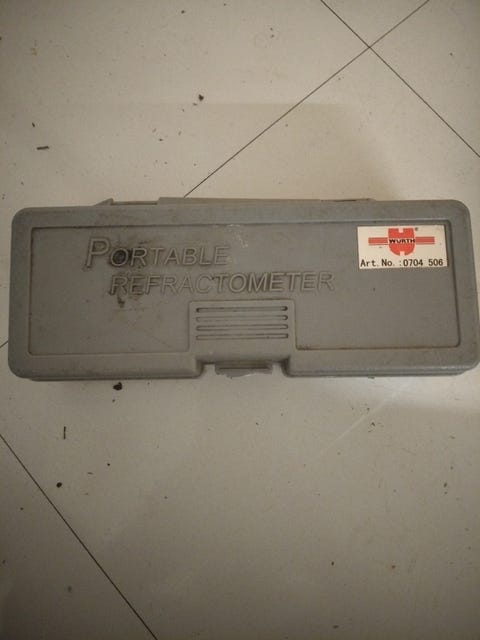 PORTABLE
REFRACTOMETER
WÜRTH
Art. No. : 0704 506